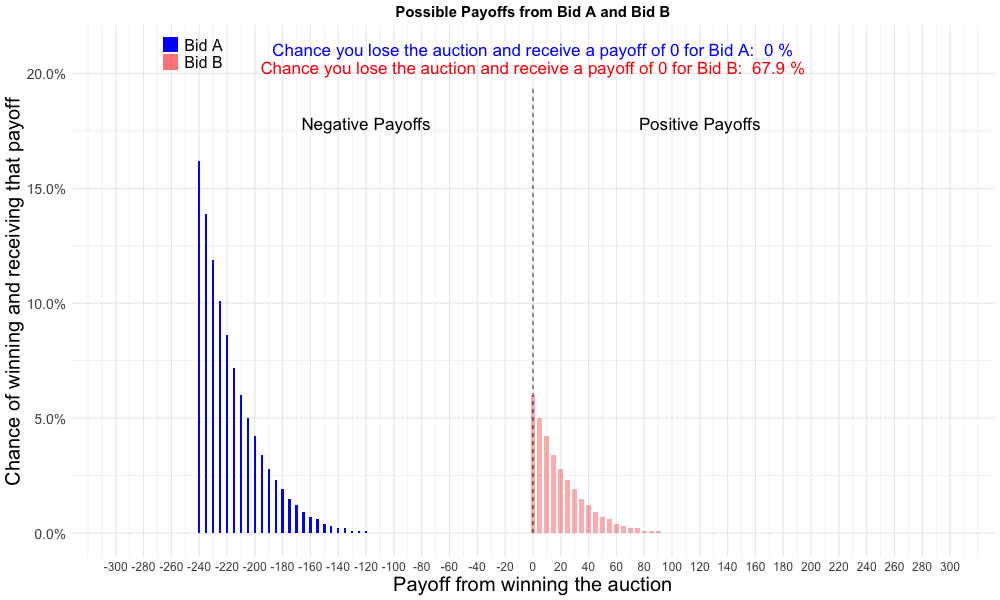 Possible Payoffs from Bid A and Bid B
Bid A
Bid B
Chance you lose the auction and receive a payoff of 0 for Bid A:  0 %
Chance you lose the auction and receive a payoff of 0 for Bid B:  67.9 %
Negative Payoffs
Positive Payoffs
Chance of winning and receiving that payoff
20.0%
15.0%
10.0%
5.0%
0.0%
-300 -280 -260 -240 -220 -200 -180 -160 -140 -120 -100 -80 -60 -40 -20 0 20 40 60 80 100 120 140 160 180 200 220 240 260 280 300
Payoff from winning the auction